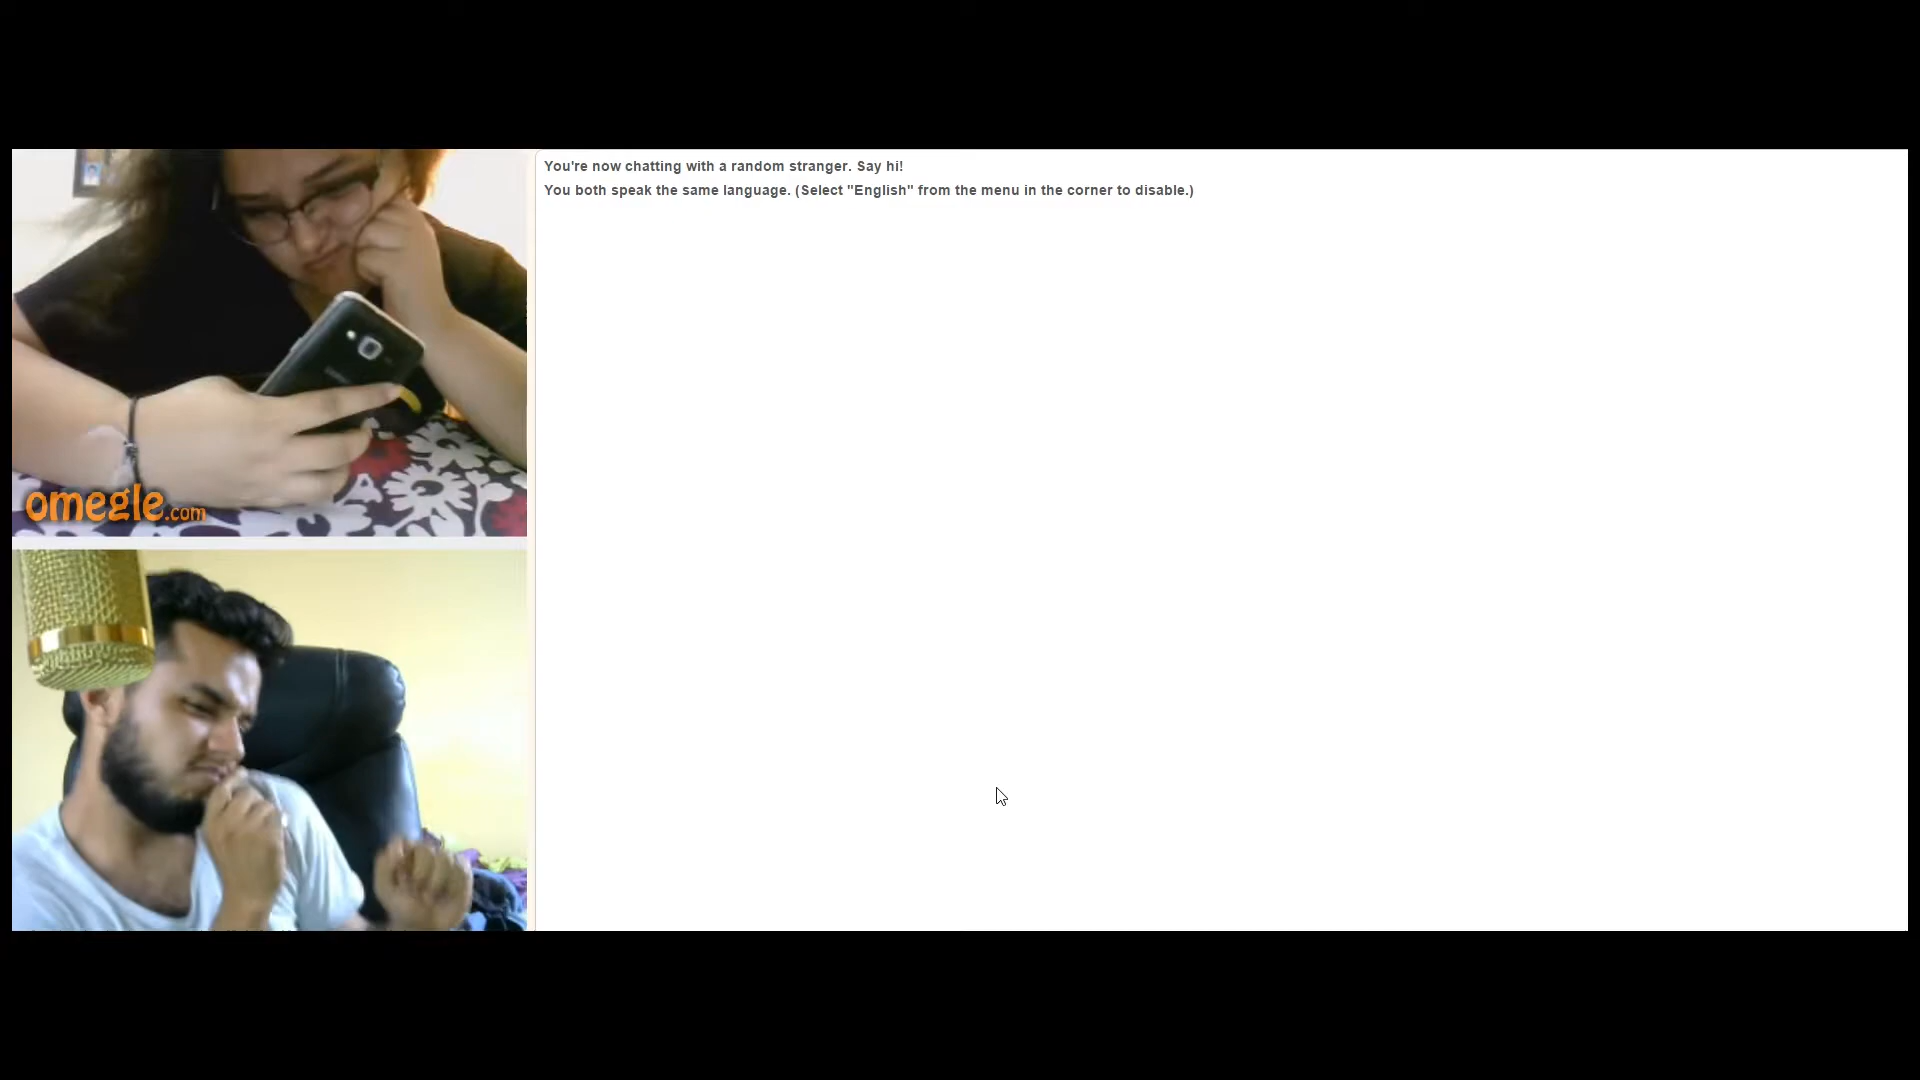 You're now chatting with a random stranger. Say hi!
You both speak the same language. (Select "English" from the menu in the corner to disable.)
omegle.com